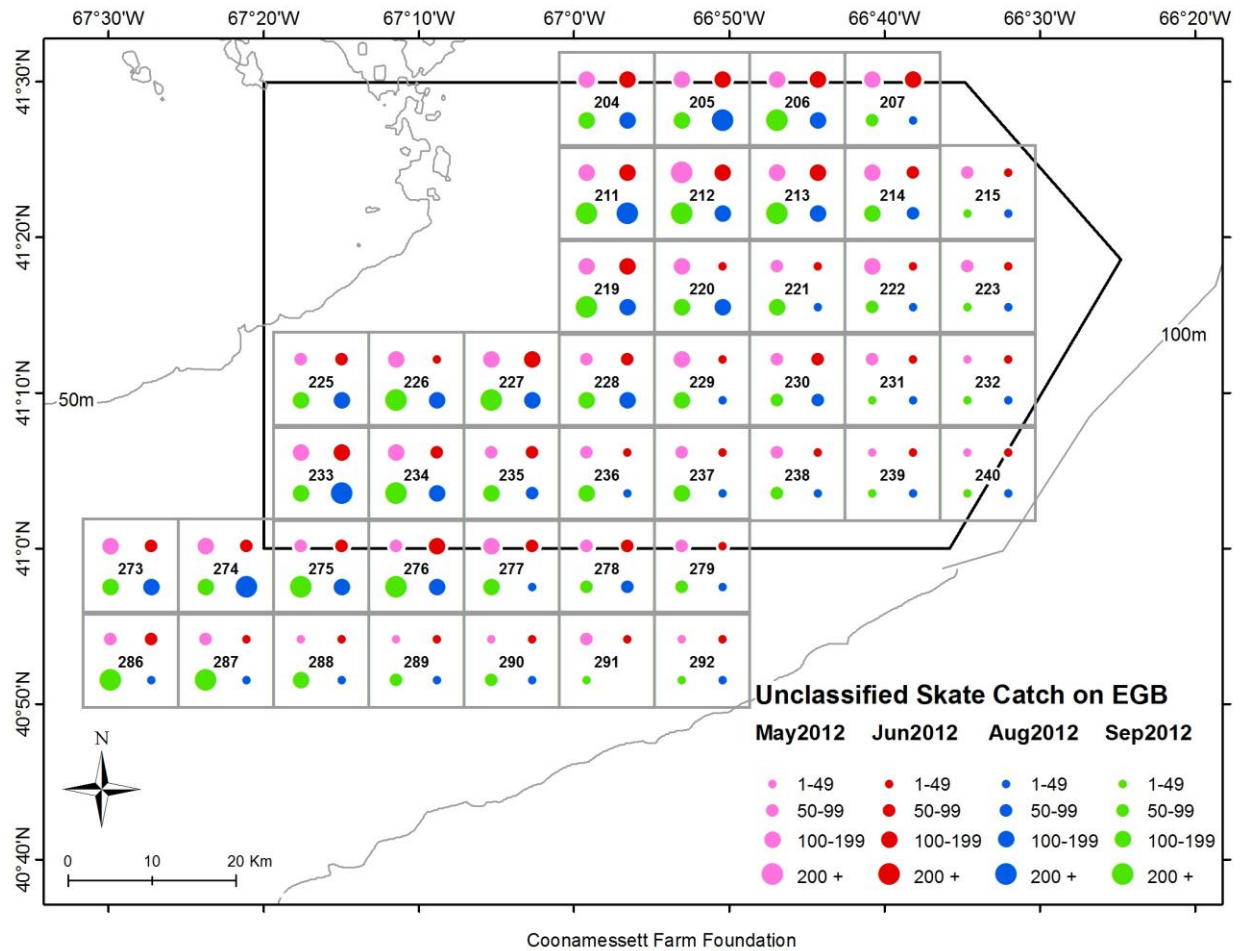 67°30'W 67°20'W 67°10'W 67°0'W 66°50'W 66°40'W 66°30'W 66°20'W
41°30'N
41°20'N
41°10'N
41°0'N
40°50'N
40°40'N
204 205 206 207
211 212 213 214 215
219 220 221 222 223
100m
50m
225 226 227 228 229 230 231 232
233 234 235 236 237 238 239 240
273 274 275 276 277 278 279
286 287 288 289 290 291 292
Unclassified Skate Catch on EGB
May2012 Jun2012 Aug2012 Sep2012
1-49 1-49 1-49 1-49
50-99 50-99 50-99 50-99
100-199 100-199 100-199 100-199
200 + 200 + 200 + 200 +
N
0 10 20 Km
Coonamessett Farm Foundation